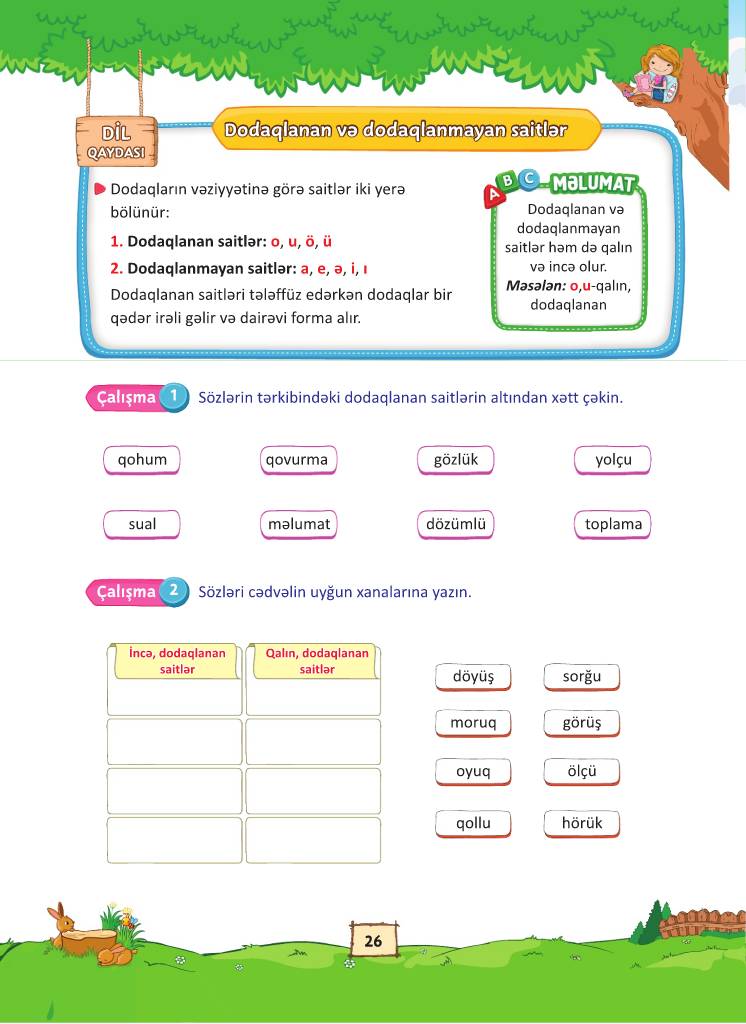 DİL
QAYDASI
Dodaqlanan və dodaqlanmayan saitlər
Dodaqların vəziyyətinə görə saitlər iki yerə
bölünür:
1. Dodaqlanan saitlər: o, u, ö, ü
2. Dodaqlanmayan saitlər: a, e, ə, i, ı
Dodaqlanan saitləri tələffüz edərkən dodaqlar bir
qədər irəli gəlir və dairəvi forma alır.
A B C MƏLUMAT
Dodaqlanan və
dodaqlanmayan
saitlər həm də qalın
və incə olur.
Məsələn: o,u-qalın,
dodaqlanan
Çalışma 1 Sözlərin tərkibindəki dodaqlanan saitlərin altından xətt çəkin.
qohum qovurma gözlük yolçu
sual məlumat dözümlü toplama
Çalışma 2 Sözləri cədvəlin uyğun xanalarına yazın.
İncə, dodaqlanan
saitlər
Qalın, dodaqlanan
saitlər
döyüş sorğu
moruq görüş
oyuq ölçü
qollu hörük
26